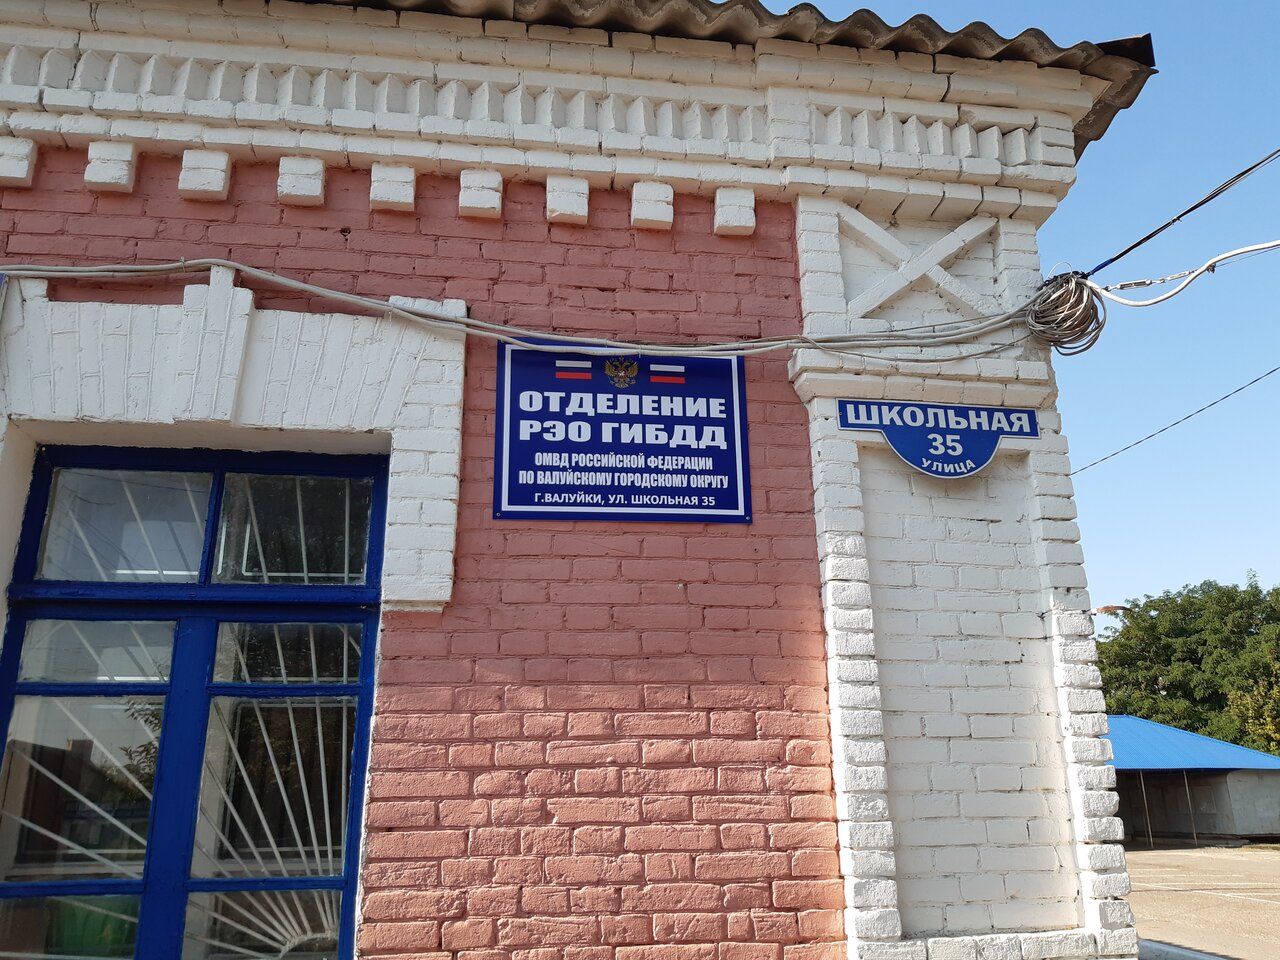 ОТДЕЛЕНИЕ
РЭО ГИБДД
ОМВД РОССИЙСКОЙ ФЕДЕРАЦИИ
ПО ВАЛУЙСКОМУ ГОРОДСКОМУ ОКРУГУ
Г.ВАЛУЙКИ, УЛ. ШКОЛЬНАЯ 35
ШКОЛЬНАЯ
35
УЛИЦА